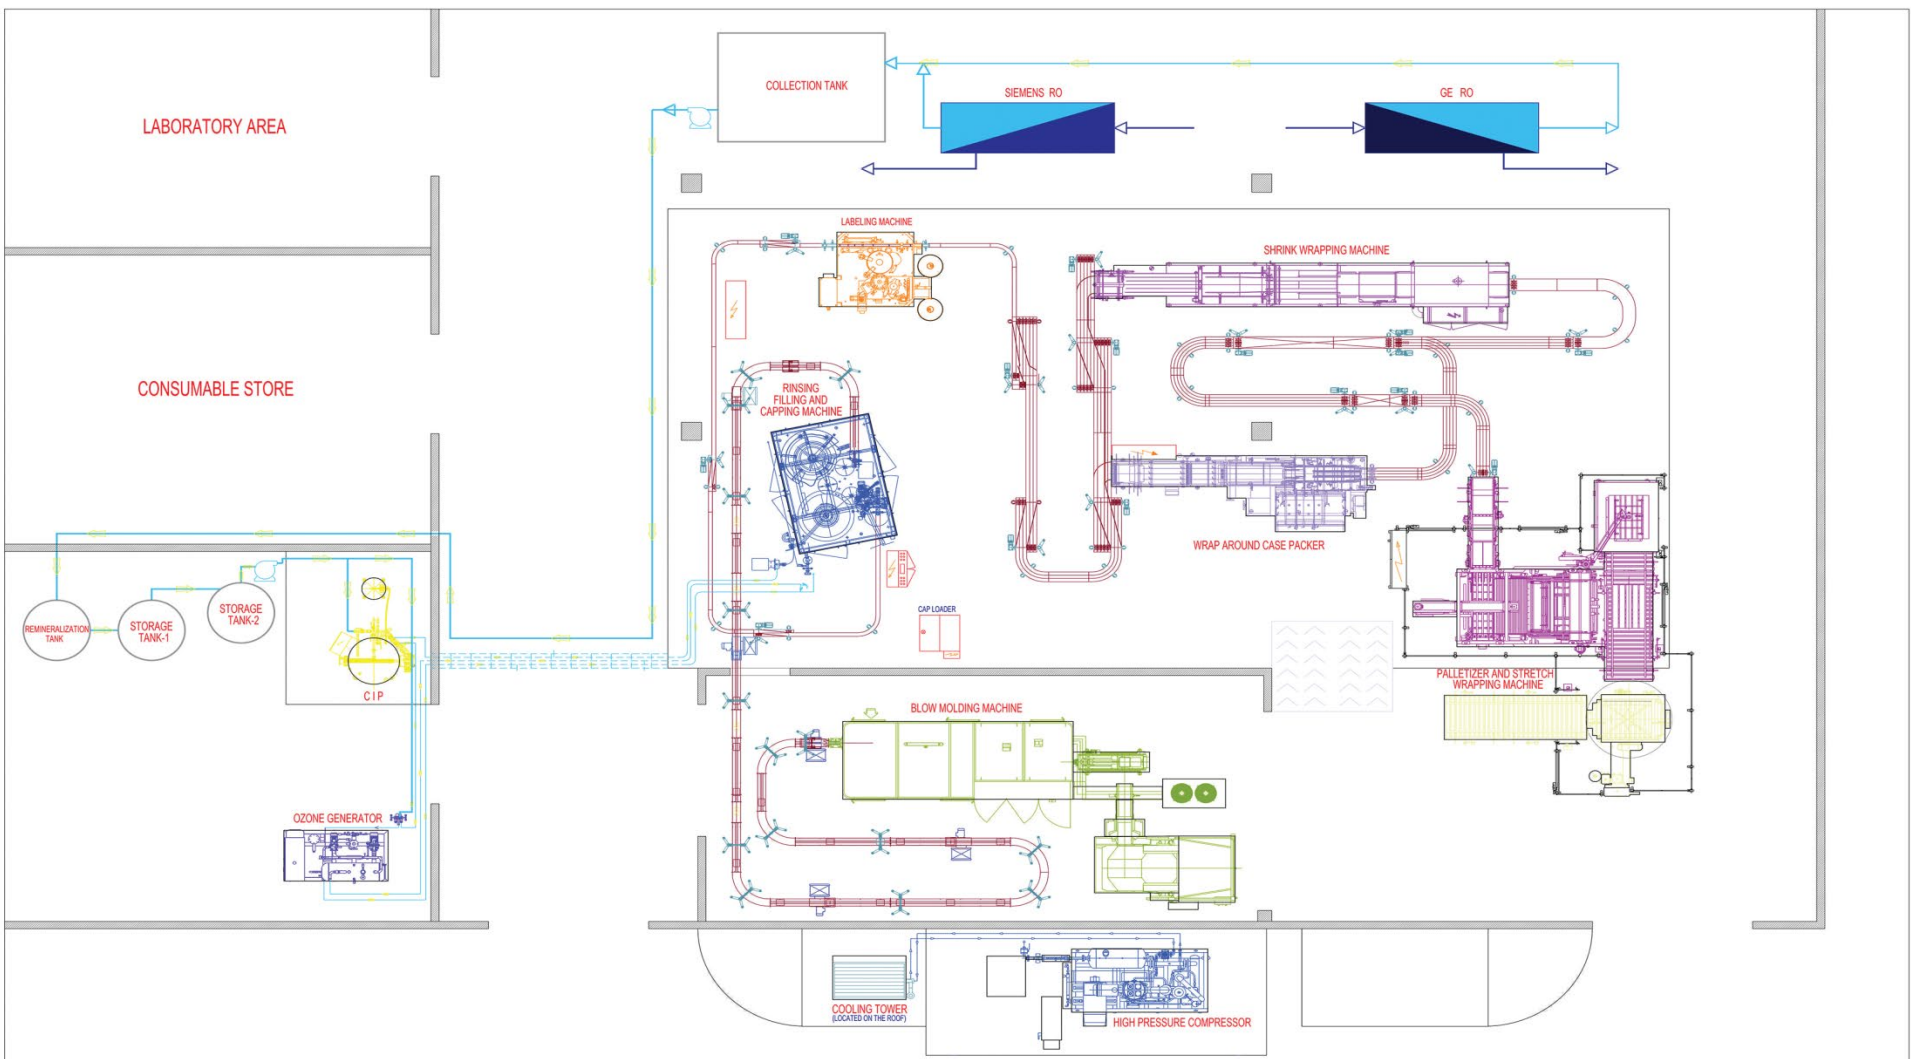 COLLECTION TANK
SIEMENS RO
GE RO
LABORATORY AREA
LABELING MACHINE
SHRINK WRAPPING MACHINE
CONSUMABLE STORE
RINSING
FILLING AND
CAPPING MACHINE
WRAP AROUND CASE PACKER
REMINERALIZATION
TANK
STORAGE
TANK-1
STORAGE
TANK-2
C I P
CAP LOADER
PALLETIZER AND STRETCH
WRAPPING MACHINE
BLOW MOLDING MACHINE
OZONE GENERATOR
COOLING TOWER
(LOCATED ON THE ROOF)
HIGH PRESSURE COMPRESSOR